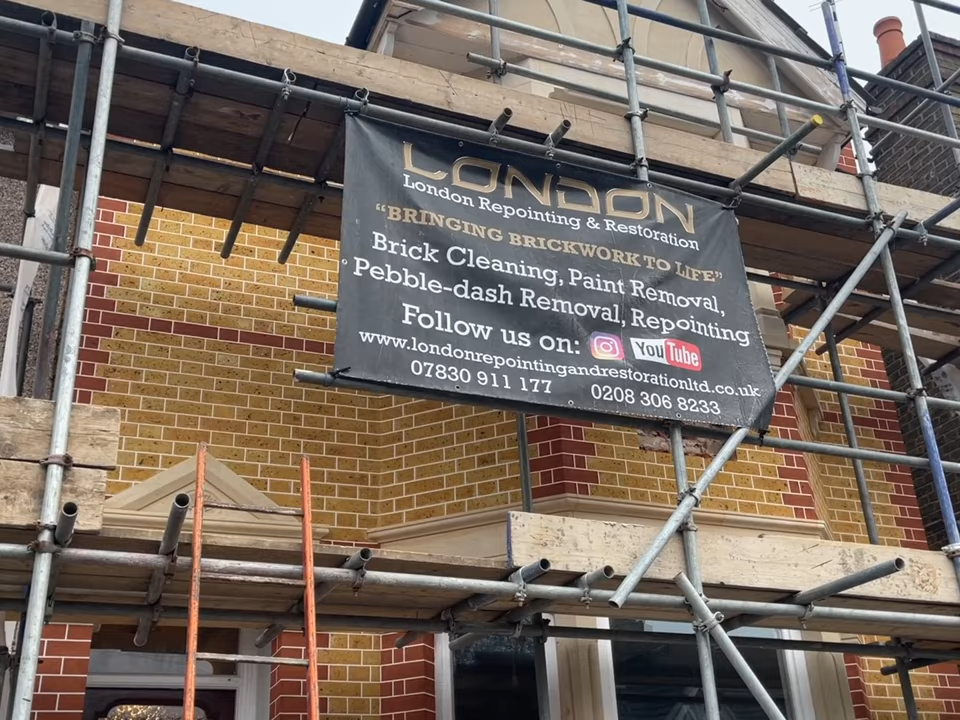 LONDON
London Repointing & Restoration
“BRINGING BRICKWORK TO LIFE”
Brick Cleaning, Paint Removal,
Pebble-dash Removal, Repointing
Follow us on: YouTube
www.londonrepointingandrestorationltd.co.uk
07830 911 177 0208 306 8233